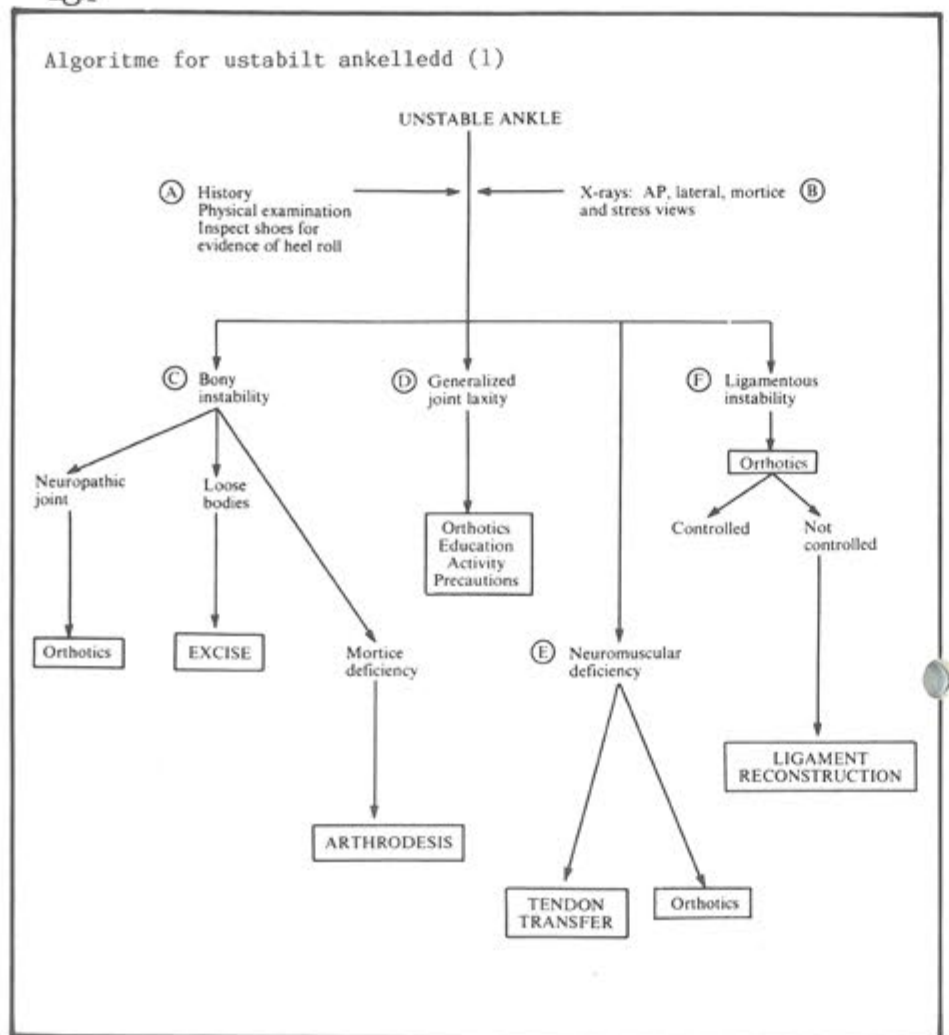 Algoritme for ustabilt ankelledd (1)
UNSTABLE ANKLE
A History
Physical examination
Inspect shoes for
evidence of heel roll
X-rays: AP, lateral, mortice B
and stress views
C Bony
instability
D Generalized
joint laxity
F Ligamentous
instability
Orthotics
Neuropathic
joint
Loose
bodies
Controlled
Not
controlled
Orthotics
Education
Activity
Precautions
Orthotics
EXCISE
Mortice
deficiency
E Neuromuscular
deficiency
LIGAMENT
RECONSTRUCTION
ARTHRODESIS
TENDON
TRANSFER
Orthotics